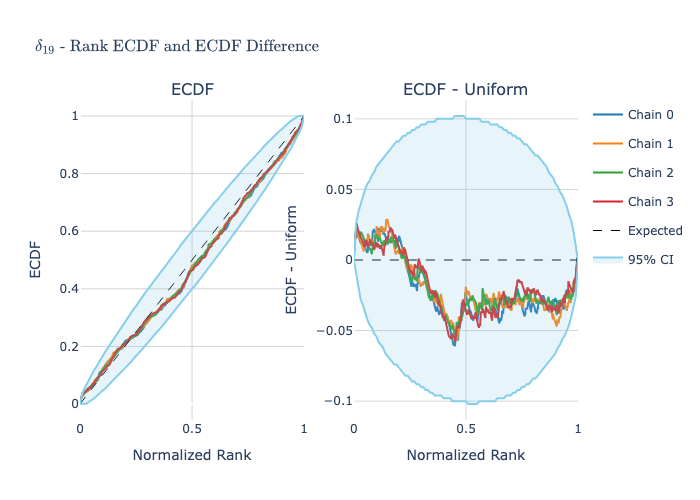 δ₁₉ - Rank ECDF and ECDF Difference
ECDF
ECDF - Uniform
1
0.8
0.6
0.4
0.2
0
0
0.5
1
ECDF
Normalized Rank
0.1
0.05
0
−0.05
−0.1
0
0.5
1
ECDF - Uniform
Normalized Rank
Chain 0
Chain 1
Chain 2
Chain 3
Expected
95% CI